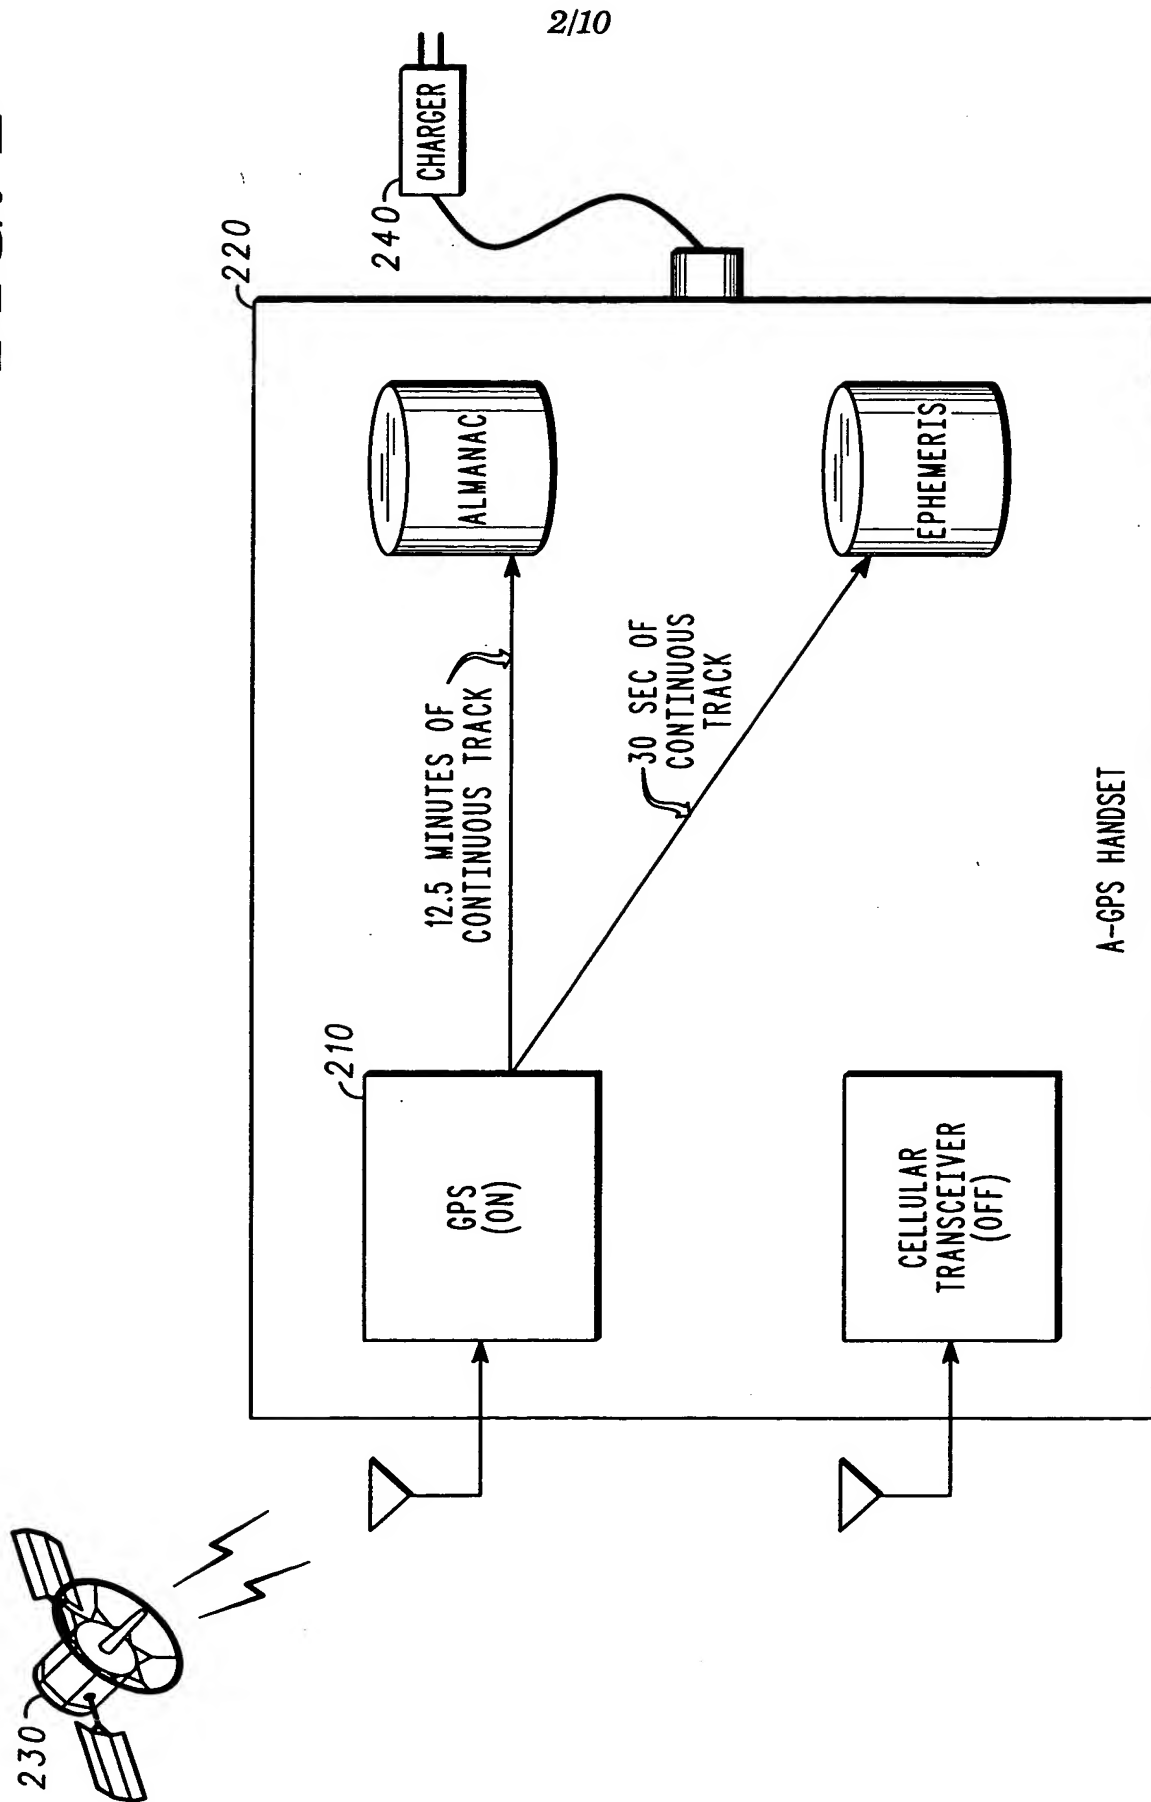 2/10
230
210
220
240
CHARGER
GPS
(ON)
12.5 MINUTES OF
CONTINUOUS TRACK
ALMANAC
30 SEC OF
CONTINUOUS
TRACK
CELLULAR
TRANSCEIVER
(OFF)
EPHEMERIS
A-GPS HANDSET